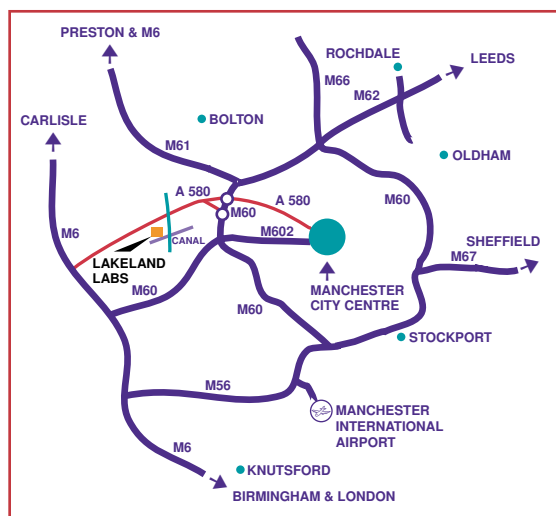 PRESTON & M6
ROCHDALE
LEEDS
M66
M62
CARLISLE
BOLTON
M61
OLDHAM
A 580
A 580
M60
M60
M6
CANAL
M602
SHEFFIELD
M67
LAKELAND
LABS
M60
MANCHESTER
CITY CENTRE
M60
STOCKPORT
M56
MANCHESTER
INTERNATIONAL
AIRPORT
M6
KNUTSFORD
BIRMINGHAM & LONDON